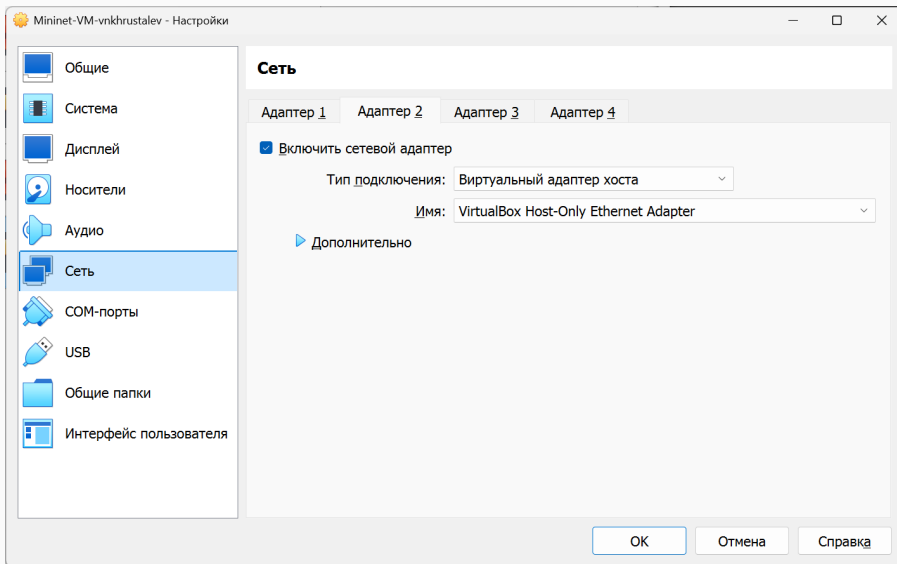 Mininet-VM-vnkhrustalev - Настройки
Общие
Система
Дисплей
Носители
Аудио
Сеть
COM-порты
USB
Общие папки
Интерфейс пользователя
Сеть
Адаптер 1 Адаптер 2 Адаптер 3 Адаптер 4
Включить сетевой адаптер
Тип подключения: Виртуальный адаптер хоста
Имя: VirtualBox Host-Only Ethernet Adapter
Дополнительно
OK Отмена Справка